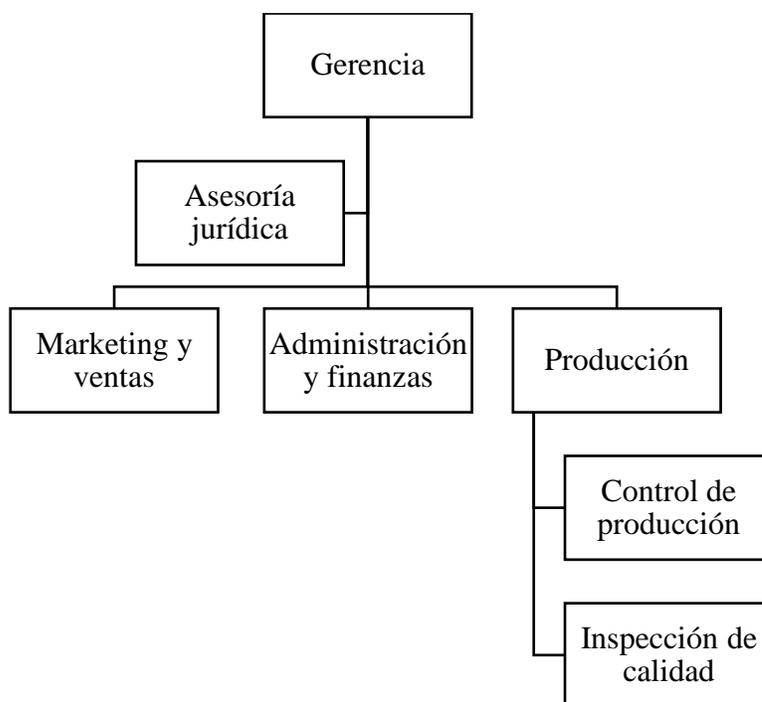 Gerencia
Asesoría
jurídica
Marketing y
ventas
Administración
y finanzas
Producción
Control de
producción
Inspección de
calidad